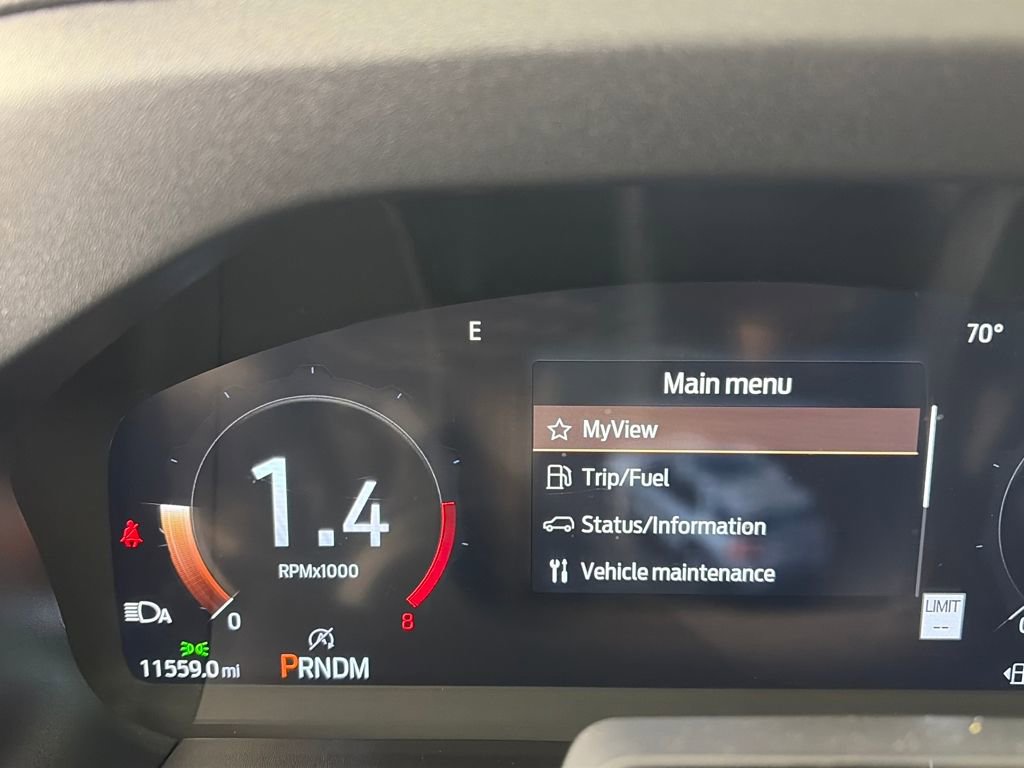 E
70°
Main menu
MyView
Trip/Fuel
Status/Information
Vehicle maintenance
1.4
RPMx1000
0
8
A
LIMIT
--
11559.0 mi
PRNDM